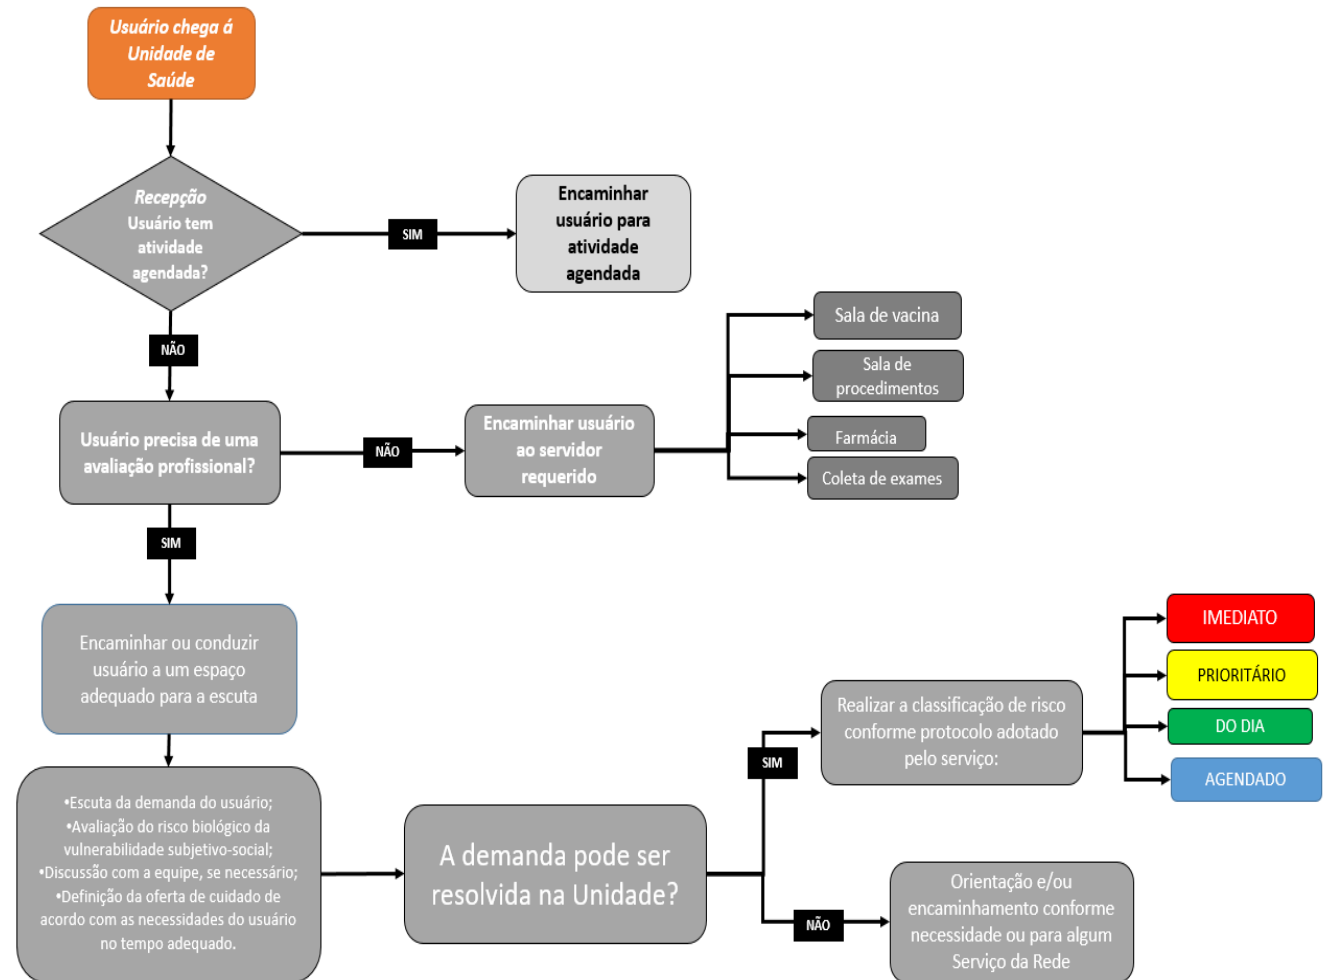 Usuário chega á
Unidade de
Saúde
Recepção
Usuário tem
atividade
agendada?
SIM
Encaminhar
usuário para
atividade
agendada
NÃO
Usuário precisa de uma
avaliação profissional?
NÃO
Encaminhar usuário
ao servidor
requerido
Sala de vacina
Sala de
procedimentos
Farmácia
Coleta de exames
SIM
Encaminhar ou conduzir
usuário a um espaço
adequado para a escuta
•Escuta da demanda do usuário;
•Avaliação do risco biológico da
vulnerabilidade subjetivo-social;
•Discussão com a equipe, se necessário;
•Definição da oferta de cuidado de
acordo com as necessidades do usuário
no tempo adequado.
A demanda pode ser
resolvida na Unidade?
SIM
Realizar a classificação de risco
conforme protocolo adotado
pelo serviço:
IMEDIATO
PRIORITÁRIO
DO DIA
AGENDADO
NÃO
Orientação e/ou
encaminhamento conforme
necessidade ou para algum
Serviço da Rede